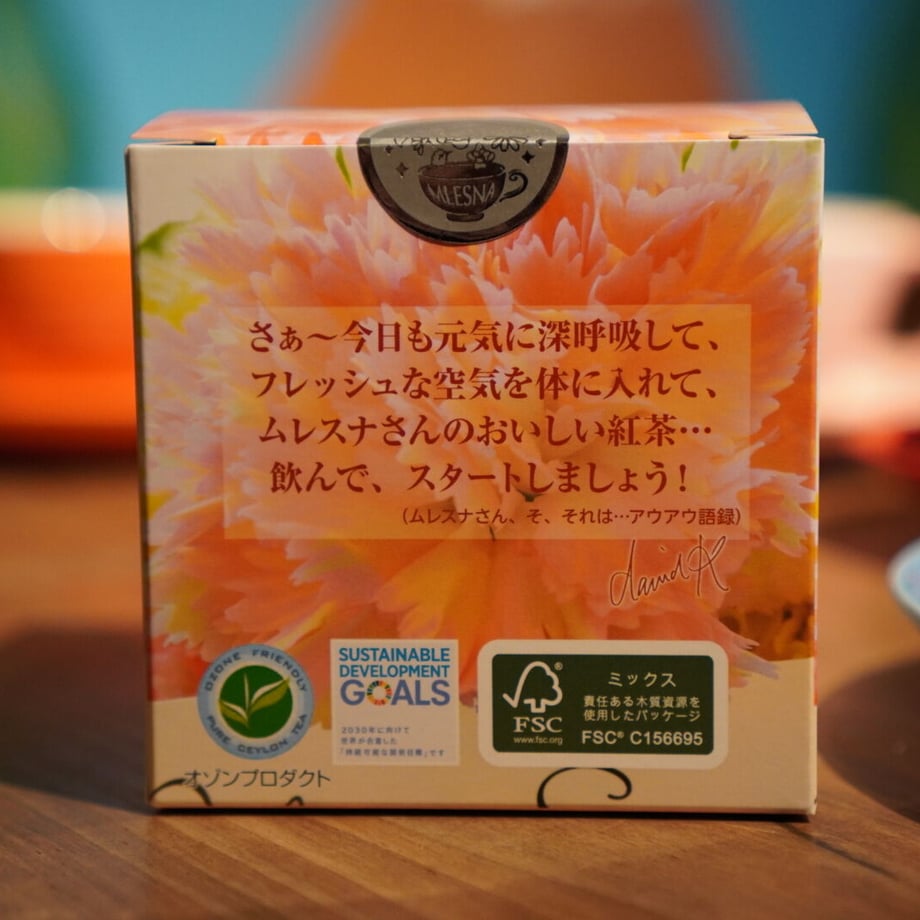 MLESNA
さぁ～今日も元気に深呼吸して、
フレッシュな空気を体に入れて、
ムレスナさんのおいしい紅茶…
飲んで、スタートしましょう！
(ムレスナさん、そ、それは…アウアウ語録)
david K
OZONE FRIENDLY
PURE CEYLON TEA
オゾンプロダクト
SUSTAINABLE
DEVELOPMENT
GOALS
2030年に向けて
世界が合意した
「持続可能な開発目標」です
FSC®
www.fsc.org
ミックス
責任ある木質資源を
使用したパッケージ
FSC® C156695